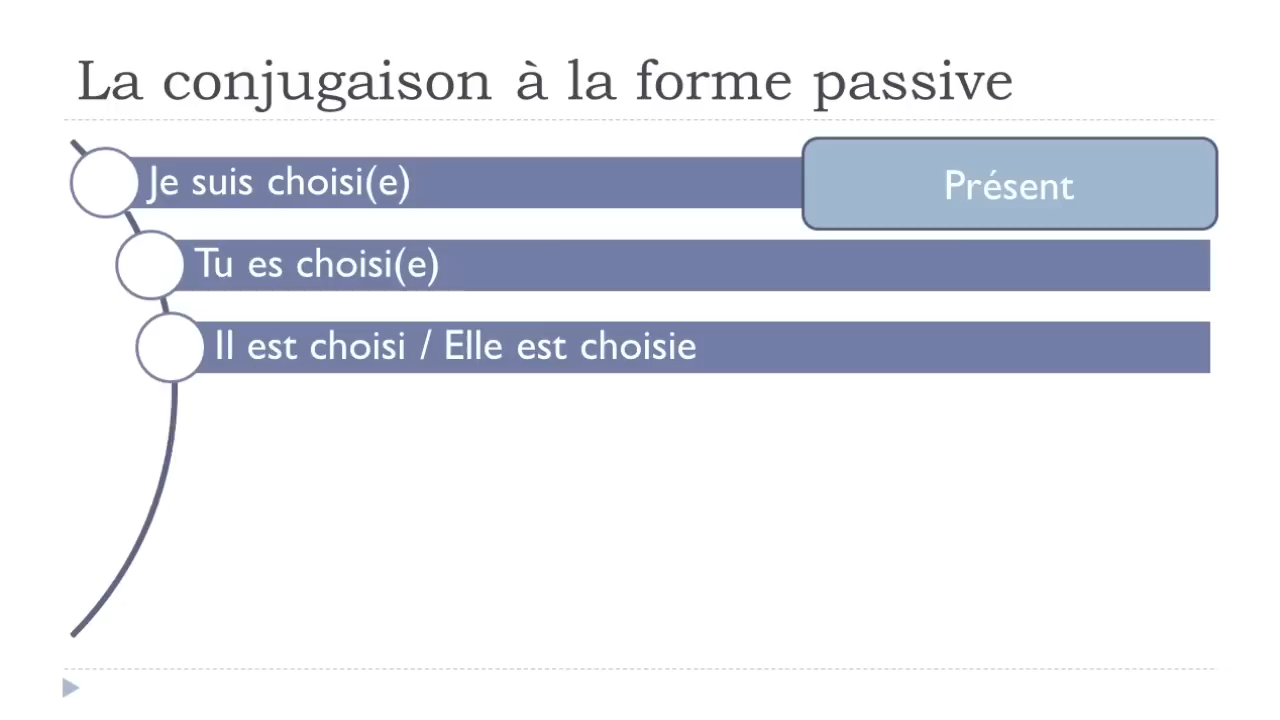 La conjugaison à la forme passive
Je suis choisi(e)
Présent
Tu es choisi(e)
Il est choisi / Elle est choisie